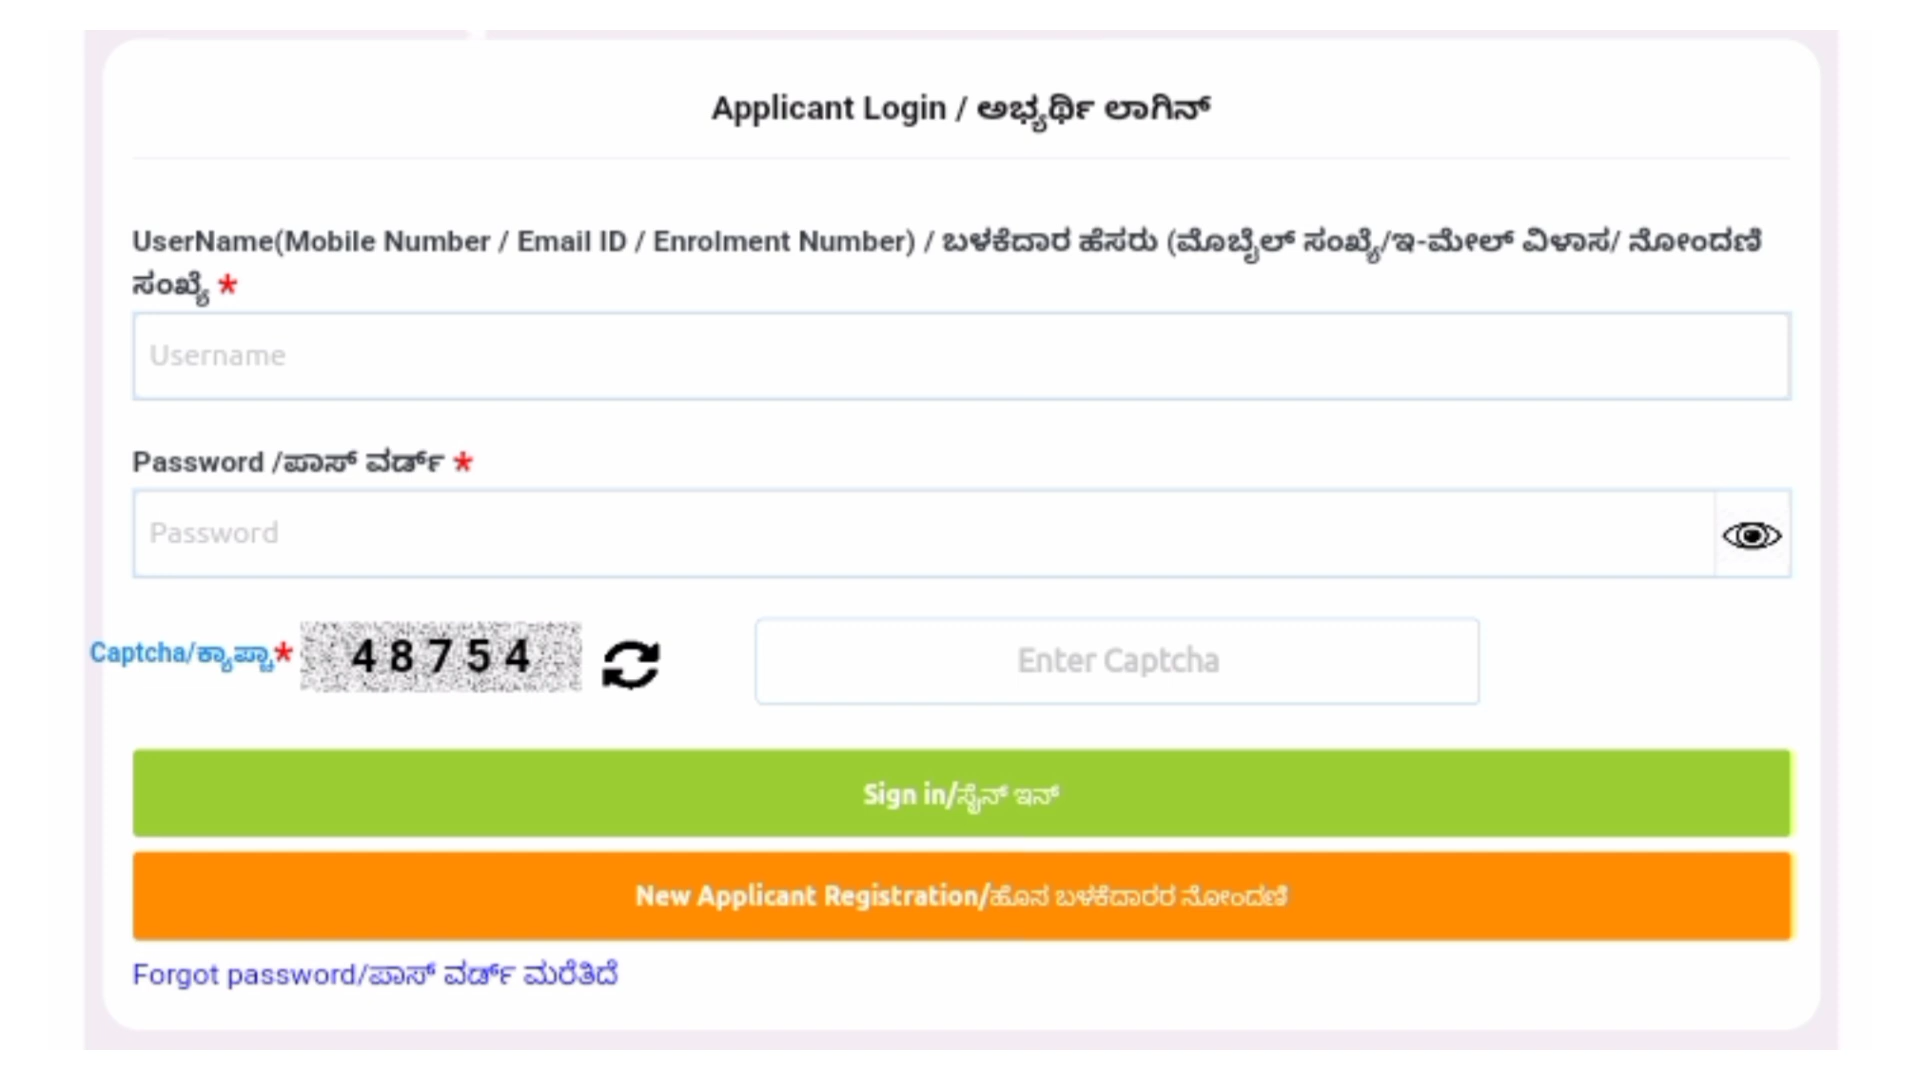 Applicant Login / ಅಭ್ಯರ್ಥಿ ಲಾಗಿನ್
UserName(Mobile Number / Email ID / Enrolment Number) / ಬಳಕೆದಾರ ಹೆಸರು (ಮೊಬೈಲ್ ಸಂಖ್ಯೆ/ಇ-ಮೇಲ್ ವಿಳಾಸ/ ನೋಂದಣಿ
ಸಂಖ್ಯೆ *
Username
Password /ಪಾಸ್ ವರ್ಡ್ *
Password
Captcha/ಕ್ಯಾಪ್ಚಾ* 48754 Enter Captcha
Sign in/ಸೈನ್ ಇನ್
New Applicant Registration/ಹೊಸ ಬಳಕೆದಾರರ ನೋಂದಣಿ
Forgot password/ಪಾಸ್ ವರ್ಡ್ ಮರೆತಿದೆ